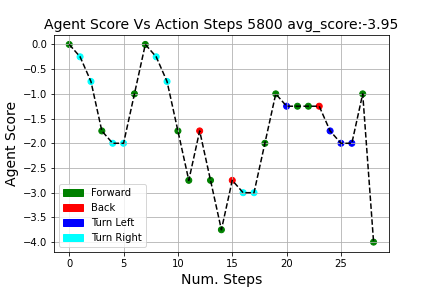 Agent Score Vs Action Steps 5800 avg_score:-3.95
0.0
−0.5
−1.0
−1.5
−2.0
−2.5
−3.0
−3.5
−4.0
Agent Score
Forward
Back
Turn Left
Turn Right
0 5 10 15 20 25
Num. Steps